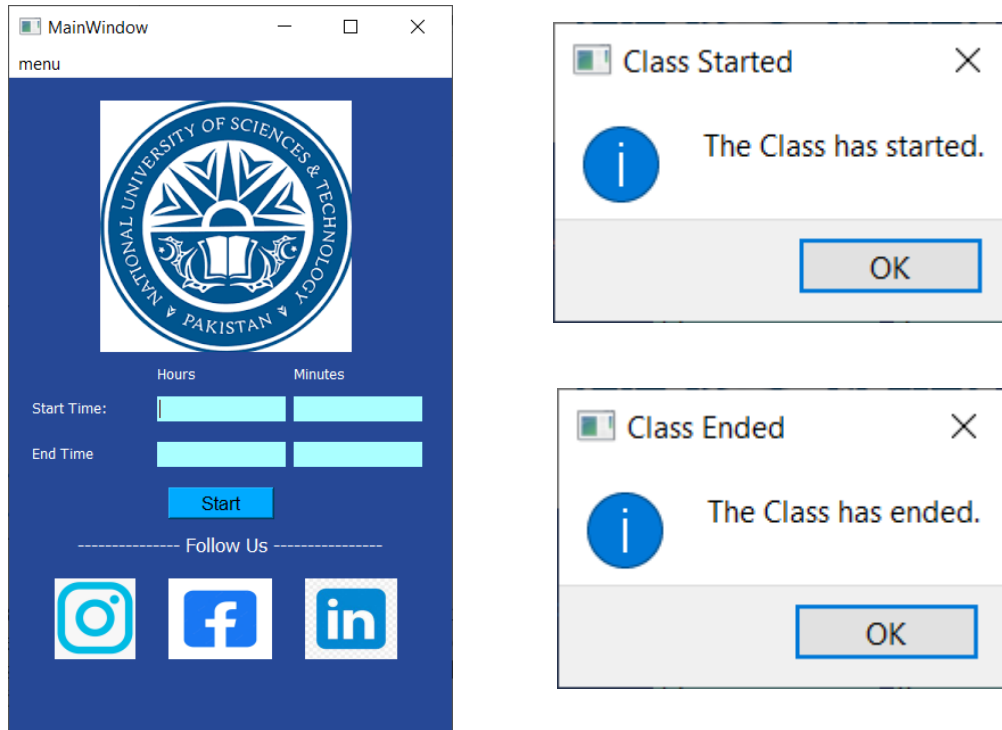 MainWindow
menu
NATIONAL UNIVERSITY OF SCIENCES & TECHNOLOGY
PAKISTAN
Hours Minutes
Start Time:
End Time
Start
--------------- Follow Us ----------------
f
in
Class Started
i The Class has started.
OK
Class Ended
i The Class has ended.
OK